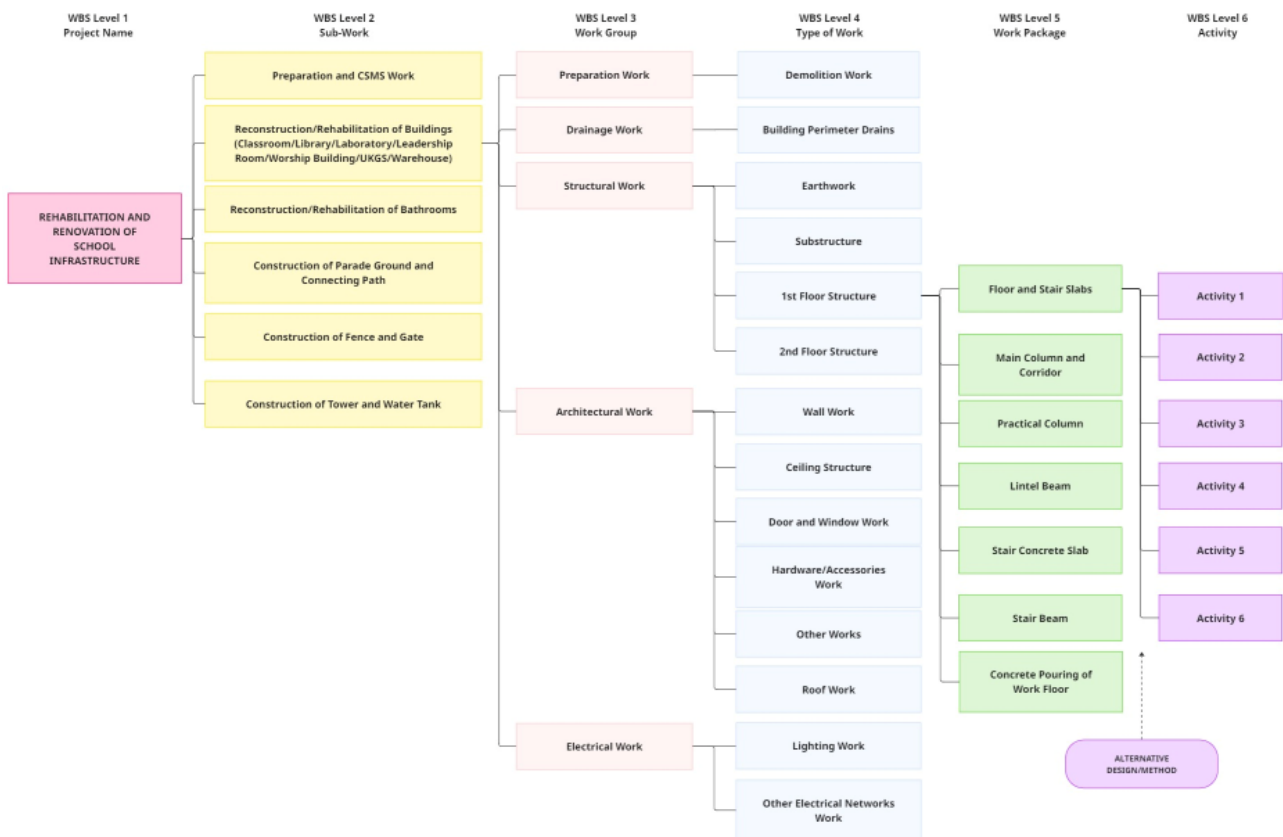 WBS Level 1
Project Name
WBS Level 2
Sub-Work
WBS Level 3
Work Group
WBS Level 4
Type of Work
WBS Level 5
Work Package
WBS Level 6
Activity
REHABILITATION AND
RENOVATION OF
SCHOOL
INFRASTRUCTURE
Preparation and CSMS Work
Reconstruction/Rehabilitation of Buildings
(Classroom/Library/Laboratory/Leadership
Room/Worship Building/UKGS/Warehouse)
Reconstruction/Rehabilitation of Bathrooms
Construction of Parade Ground and
Connecting Path
Construction of Fence and Gate
Construction of Tower and Water Tank
Preparation Work
Drainage Work
Structural Work
Architectural Work
Electrical Work
Demolition Work
Building Perimeter Drains
Earthwork
Substructure
1st Floor Structure
2nd Floor Structure
Wall Work
Ceiling Structure
Door and Window Work
Hardware/Accessories
Work
Other Works
Roof Work
Lighting Work
Other Electrical Networks
Work
Floor and Stair Slabs
Main Column and
Corridor
Practical Column
Lintel Beam
Stair Concrete Slab
Stair Beam
Concrete Pouring of
Work Floor
Activity 1
Activity 2
Activity 3
Activity 4
Activity 5
Activity 6
ALTERNATIVE
DESIGN/METHOD